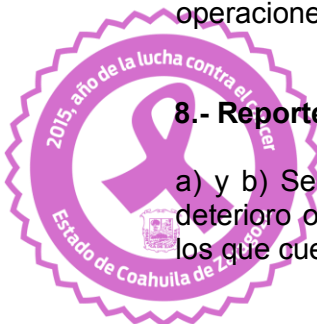 operacione
2015, año de la lucha contra el cáncer
8.- Reporte
a) y b) Se
deterioro o
los que cue
Estado de Coahuila de Zaragoza